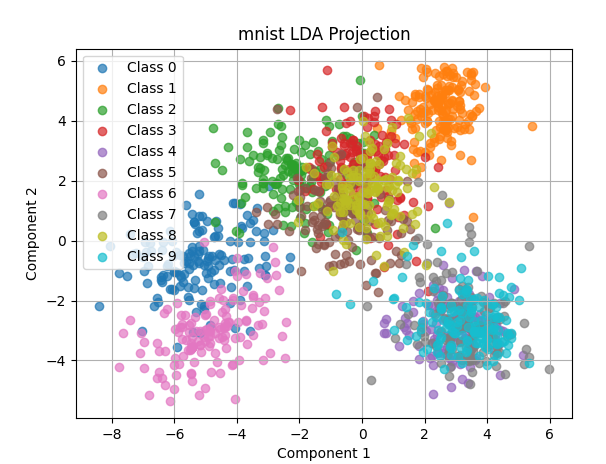 mnist LDA Projection
Class 0
Class 1
Class 2
Class 3
Class 4
Class 5
Class 6
Class 7
Class 8
Class 9
6
4
2
0
−2
−4
Component 2
−8 −6 −4 −2 0 2 4 6
Component 1